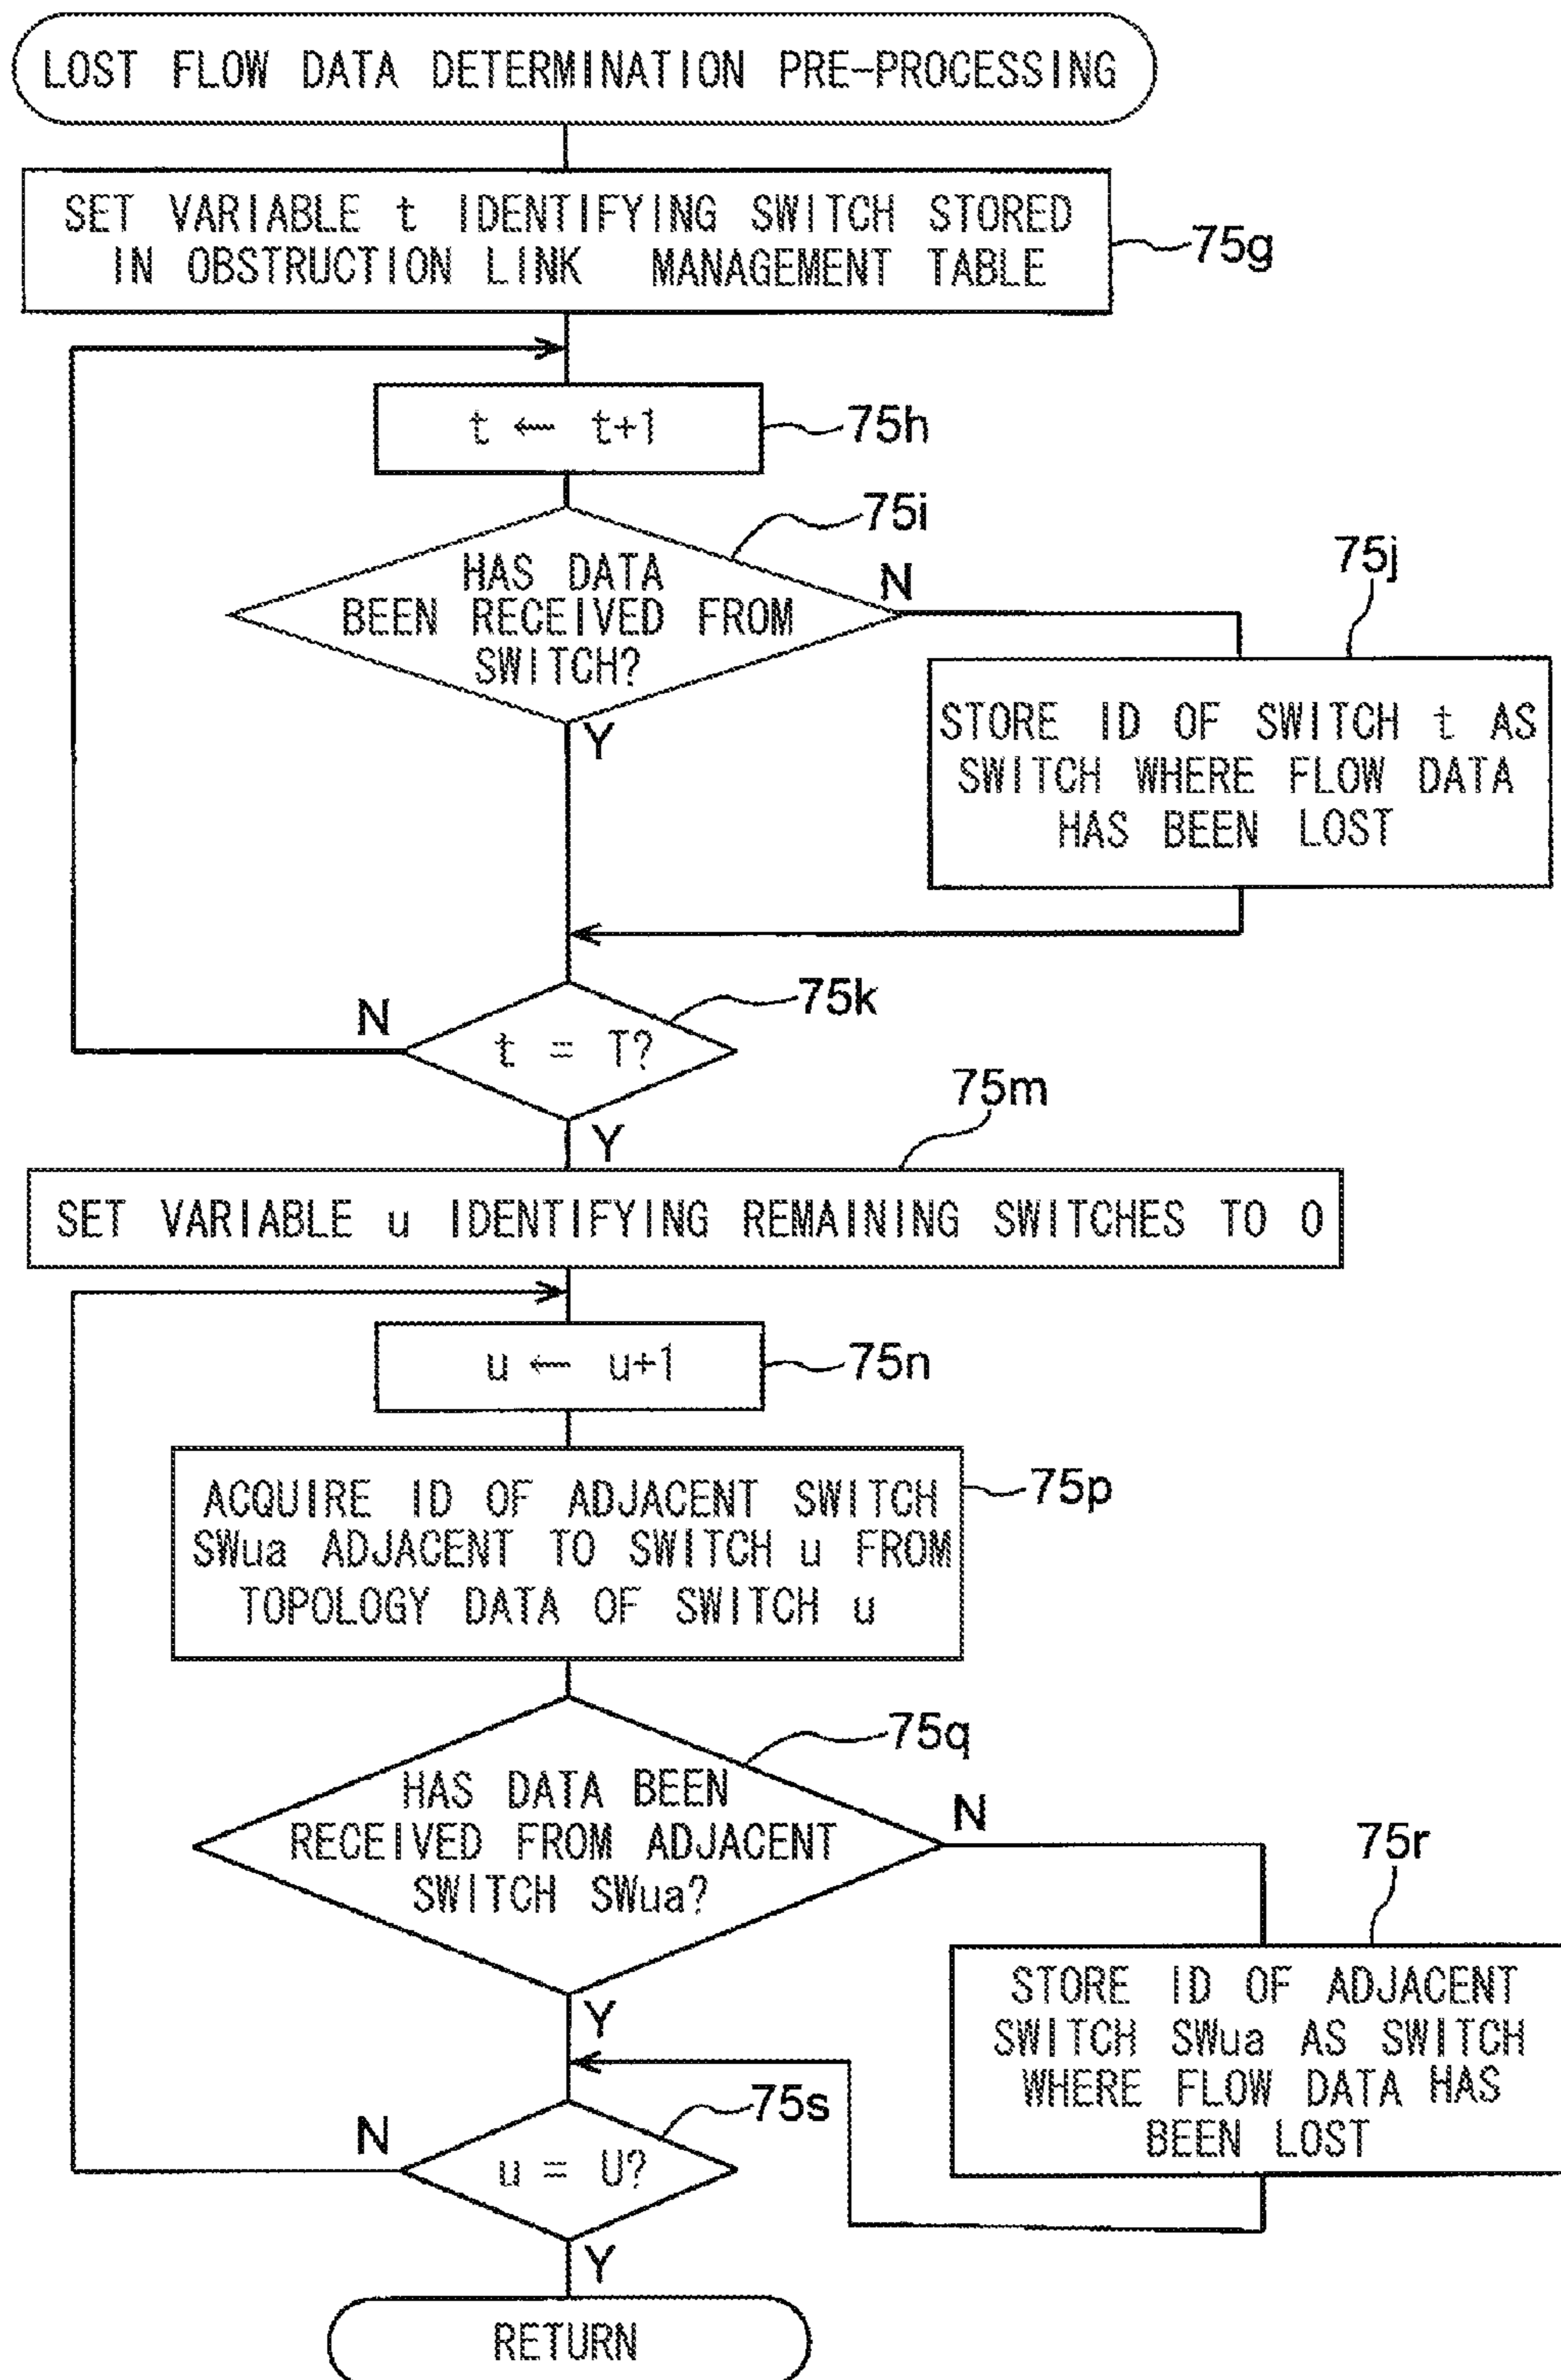 LOST FLOW DATA DETERMINATION PRE-PROCESSING
SET VARIABLE t IDENTIFYING SWITCH STORED
IN OBSTRUCTION LINK MANAGEMENT TABLE
75g
t ← t+1
75h
75i
HAS DATA
BEEN RECEIVED FROM
SWITCH?
N
Y
75j
STORE ID OF SWITCH t AS
SWITCH WHERE FLOW DATA
HAS BEEN LOST
75k
N
t = T?
Y
75m
SET VARIABLE u IDENTIFYING REMAINING SWITCHES TO 0
u ← u+1
75n
ACQUIRE ID OF ADJACENT SWITCH
SWua ADJACENT TO SWITCH u FROM
TOPOLOGY DATA OF SWITCH u
75p
75q
HAS DATA BEEN
RECEIVED FROM ADJACENT
SWITCH SWua?
N
Y
75r
STORE ID OF ADJACENT
SWITCH SWua AS SWITCH
WHERE FLOW DATA HAS
BEEN LOST
75s
N
u = U?
Y
RETURN